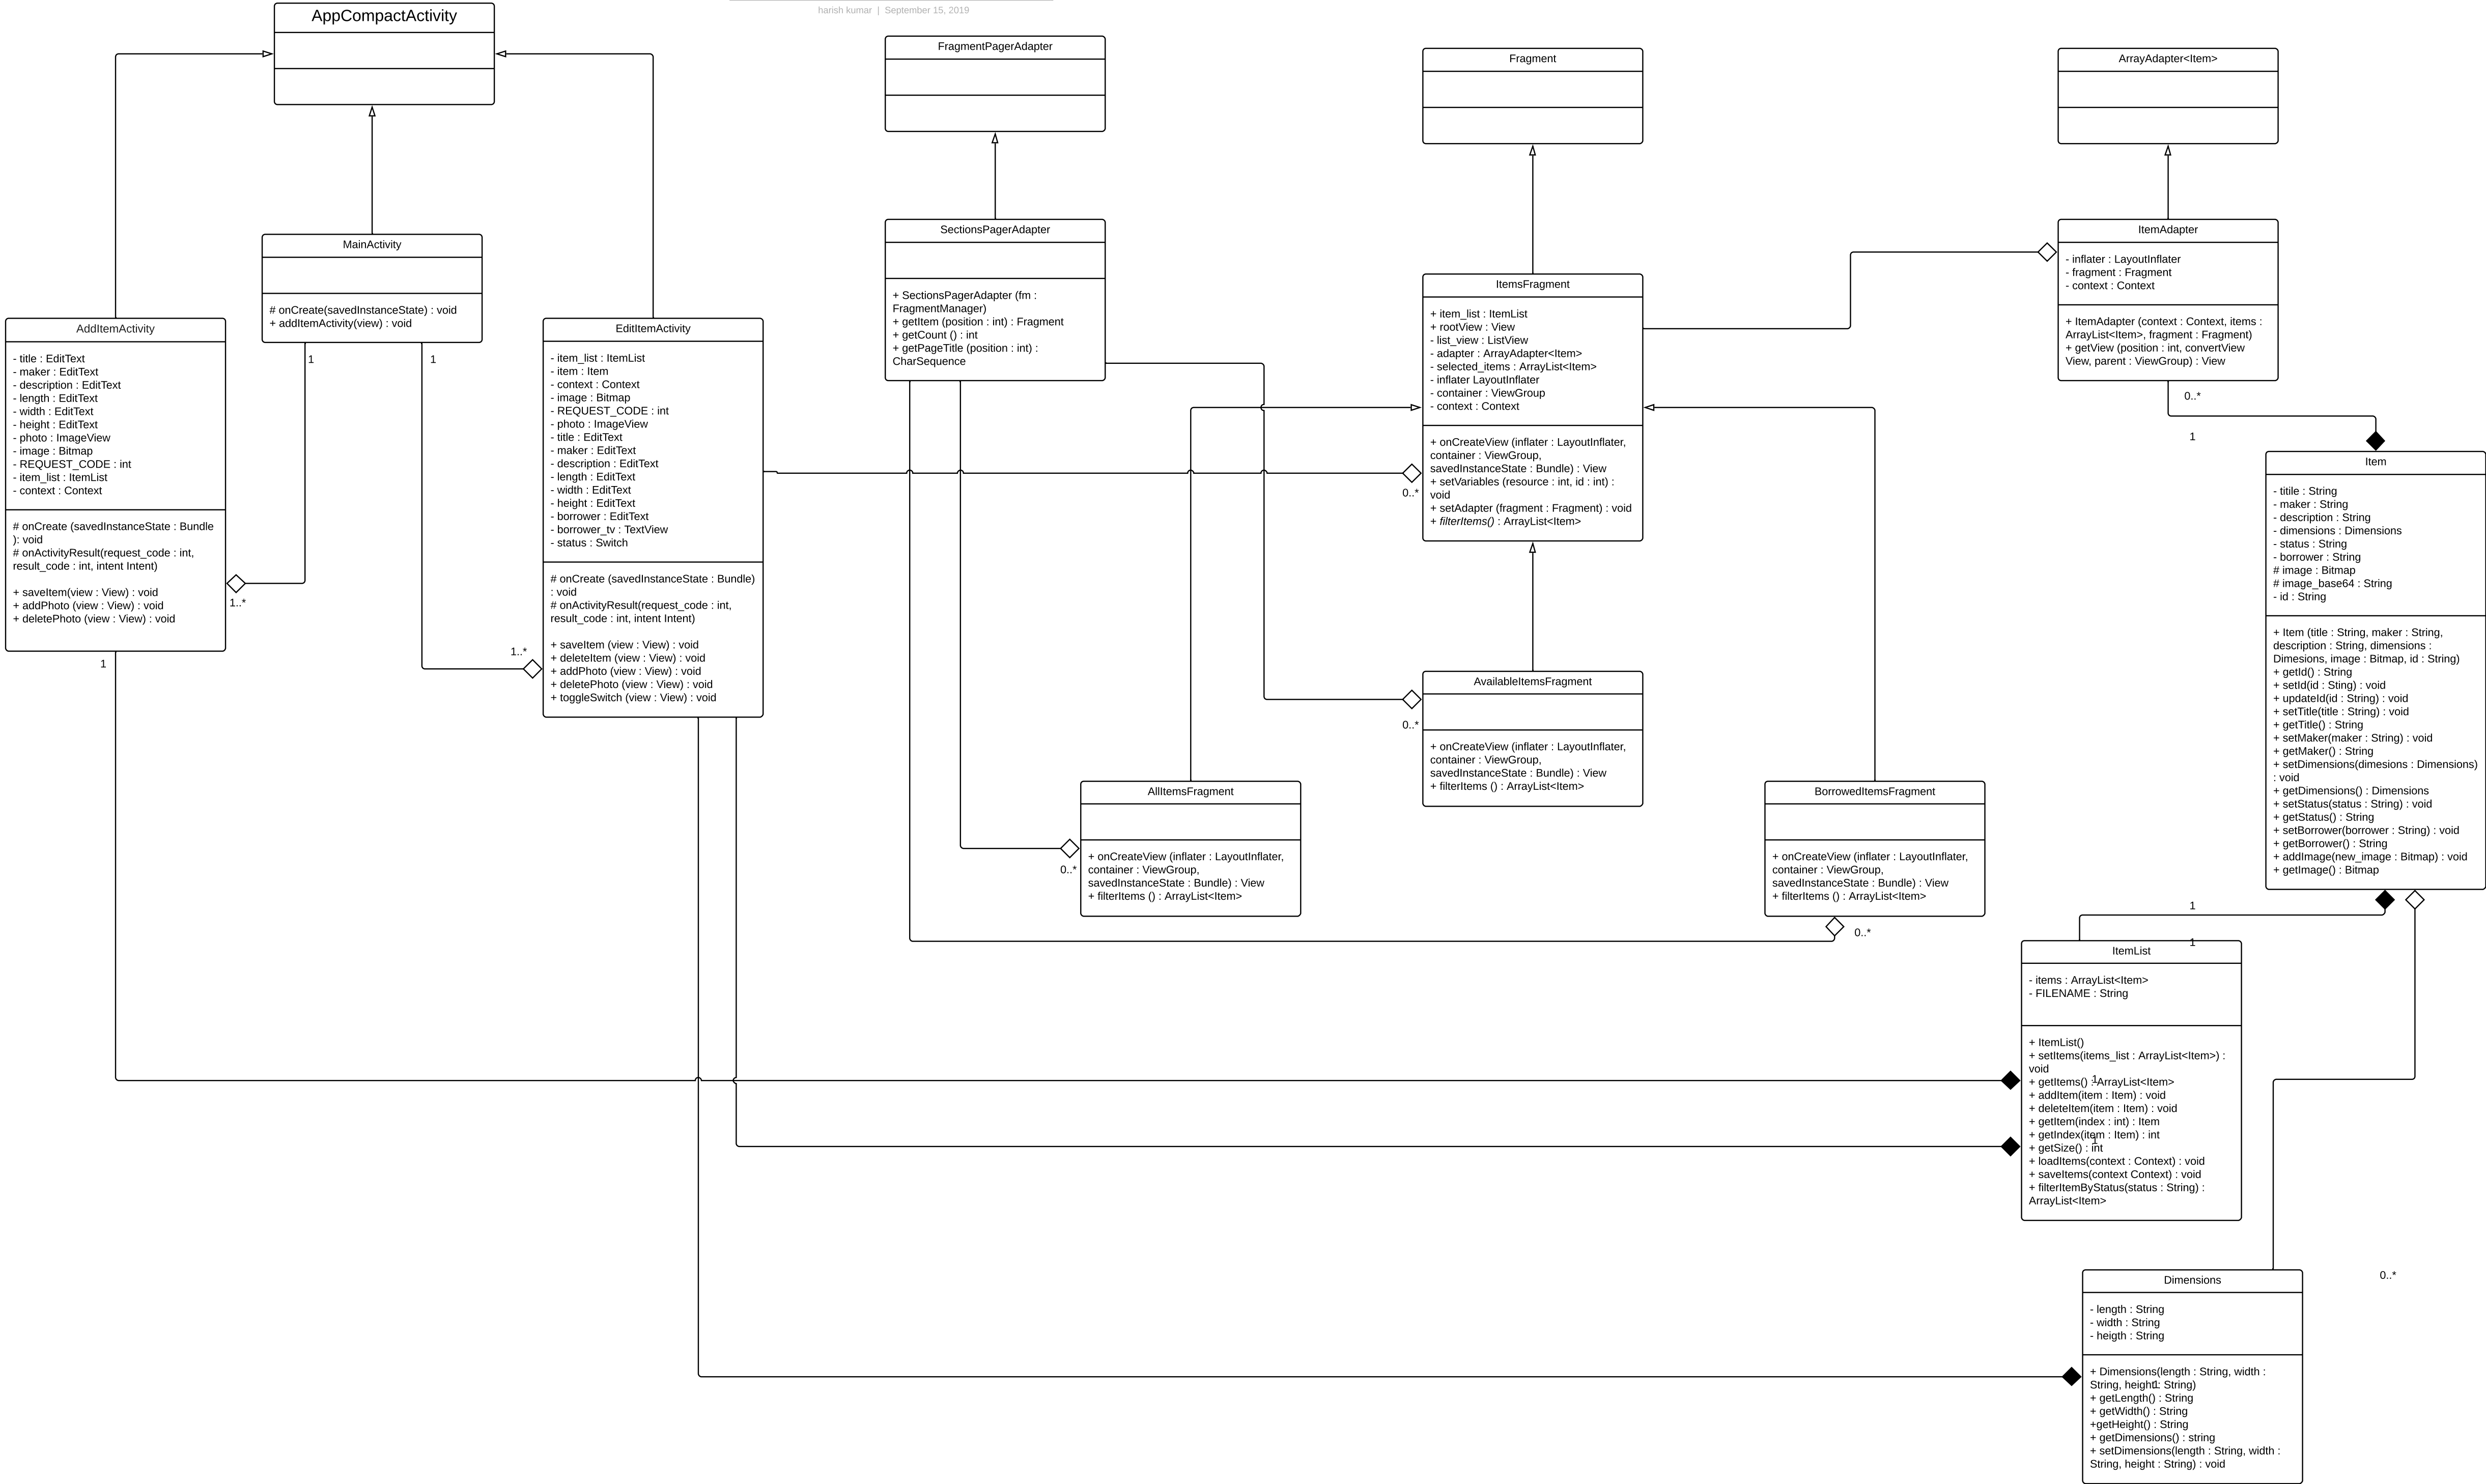 harish kumar | September 15, 2019
AppCompactActivity
FragmentPagerAdapter
Fragment
ArrayAdapter<Item>
MainActivity
# onCreate(savedInstanceState) : void
+ addItemActivity(view) : void
1
1
SectionsPagerAdapter
+ SectionsPagerAdapter (fm :
FragmentManager)
+ getItem (position : int) : Fragment
+ getCount () : int
+ getPageTitle (position : int) :
CharSequence
ItemAdapter
- inflater : LayoutInflater
- fragment : Fragment
- context : Context
+ ItemAdapter (context : Context, items :
ArrayList<Item>, fragment : Fragment)
+ getView (position : int, convertView
View, parent : ViewGroup) : View
0..*
1
ItemsFragment
+ item_list : ItemList
+ rootView : View
- list_view : ListView
- adapter : ArrayAdapter<Item>
- selected_items : ArrayList<Item>
- inflater LayoutInflater
- container : ViewGroup
- context : Context
+ onCreateView (inflater : LayoutInflater,
container : ViewGroup,
savedInstanceState : Bundle) : View
+ setVariables (resource : int, id : int) :
void
+ setAdapter (fragment : Fragment) : void
+ filterItems() : ArrayList<Item>
0..*
AddItemActivity
- title : EditText
- maker : EditText
- description : EditText
- length : EditText
- width : EditText
- height : EditText
- photo : ImageView
- image : Bitmap
- REQUEST_CODE : int
- item_list : ItemList
- context : Context
# onCreate (savedInstanceState : Bundle
): void
# onActivityResult(request_code : int,
result_code : int, intent Intent)
+ saveItem(view : View) : void
+ addPhoto (view : View) : void
+ deletePhoto (view : View) : void
1..*
1
EditItemActivity
- item_list : ItemList
- item : Item
- context : Context
- image : Bitmap
- REQUEST_CODE : int
- photo : ImageView
- title : EditText
- maker : EditText
- description : EditText
- length : EditText
- width : EditText
- height : EditText
- borrower : EditText
- borrower_tv : TextView
- status : Switch
# onCreate (savedInstanceState : Bundle)
: void
# onActivityResult(request_code : int,
result_code : int, intent Intent)
+ saveItem (view : View) : void
+ deleteItem (view : View) : void
+ addPhoto (view : View) : void
+ deletePhoto (view : View) : void
+ toggleSwitch (view : View) : void
1..*
Item
- titile : String
- maker : String
- description : String
- dimensions : Dimensions
- status : String
- borrower : String
# image : Bitmap
# image_base64 : String
- id : String
+ Item (title : String, maker : String,
description : String, dimensions :
Dimesions, image : Bitmap, id : String)
+ getId() : String
+ setId(id : Sting) : void
+ updateId(id : String) : void
+ setTitle(title : String) : void
+ getTitle() : String
+ setMaker(maker : String) : void
+ getMaker() : String
+ setDimensions(dimesions : Dimensions)
: void
+ getDimensions() : Dimensions
+ setStatus(status : String) : void
+ getStatus() : String
+ setBorrower(borrower : String) : void
+ getBorrower() : String
+ addImage(new_image : Bitmap) : void
+ getImage() : Bitmap
AvailableItemsFragment
+ onCreateView (inflater : LayoutInflater,
container : ViewGroup,
savedInstanceState : Bundle) : View
+ filterItems () : ArrayList<Item>
0..*
AllItemsFragment
+ onCreateView (inflater : LayoutInflater,
container : ViewGroup,
savedInstanceState : Bundle) : View
+ filterItems () : ArrayList<Item>
0..*
BorrowedItemsFragment
+ onCreateView (inflater : LayoutInflater,
container : ViewGroup,
savedInstanceState : Bundle) : View
+ filterItems () : ArrayList<Item>
0..*
1
1
ItemList
- items : ArrayList<Item>
- FILENAME : String
+ ItemList()
+ setItems(items_list : ArrayList<Item>) :
void
+ getItems() : ArrayList<Item>
1
+ addItem(item : Item) : void
+ deleteItem(item : Item) : void
+ getItem(index : int) : Item
+ getIndex(item : Item) : int
1
+ getSize() : int
+ loadItems(context : Context) : void
+ saveItems(context Context) : void
+ filterItemByStatus(status : String) :
ArrayList<Item>
0..*
Dimensions
- length : String
- width : String
- heigth : String
+ Dimensions(length : String, width :
String, height : String)
1
+ getLength() : String
+ getWidth() : String
+getHeight() : String
+ getDimensions() : string
+ setDimensions(length : String, width :
String, height : String) : void